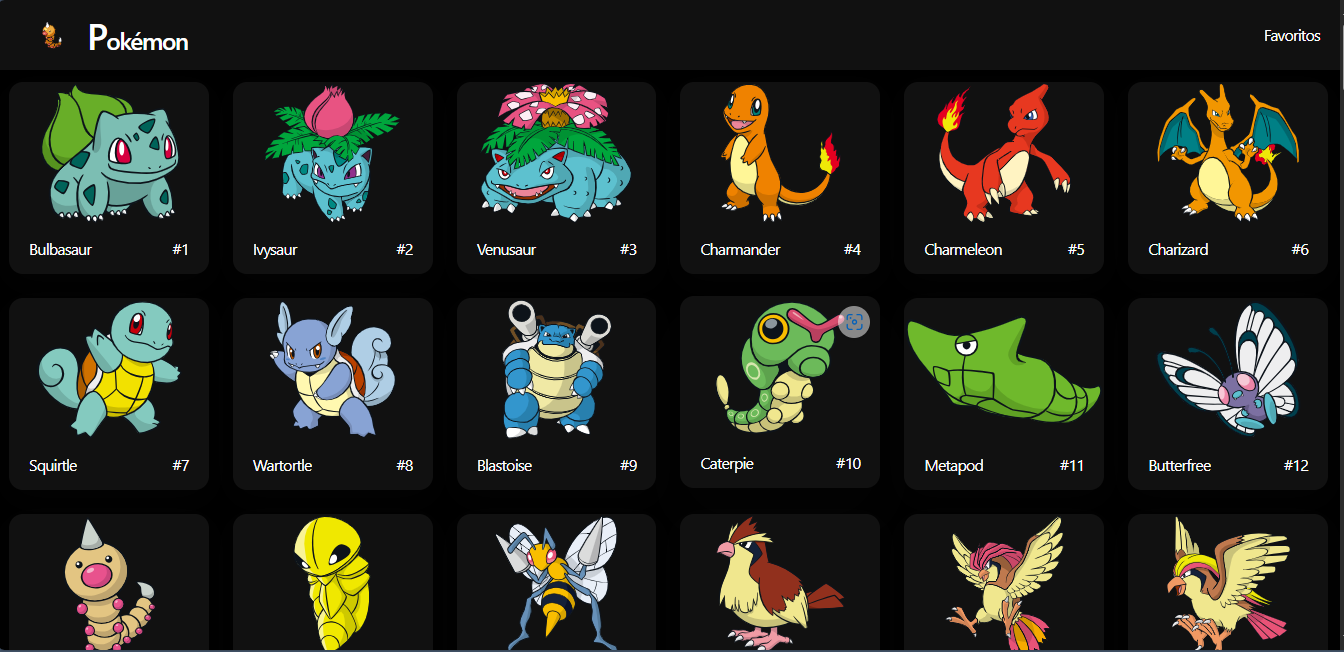 Pokémon
Favoritos
Bulbasaur #1
Ivysaur #2
Venusaur #3
Charmander #4
Charmeleon #5
Charizard #6
Squirtle #7
Wartortle #8
Blastoise #9
Caterpie #10
Metapod #11
Butterfree #12